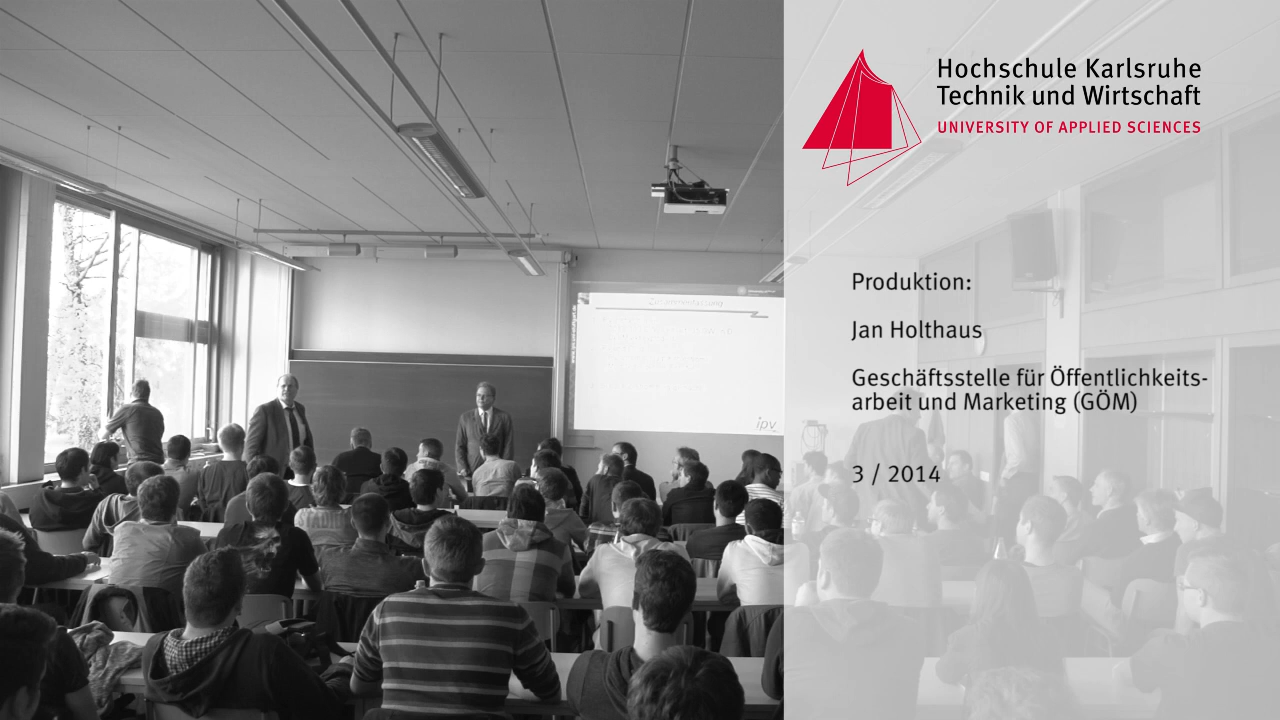 Hochschule Karlsruhe
Technik und Wirtschaft
UNIVERSITY OF APPLIED SCIENCES
Produktion:
Jan Holthaus
Geschäftsstelle für Öffentlichkeits-
arbeit und Marketing (GÖM)
3 / 2014
Zusammenfassung
ipv